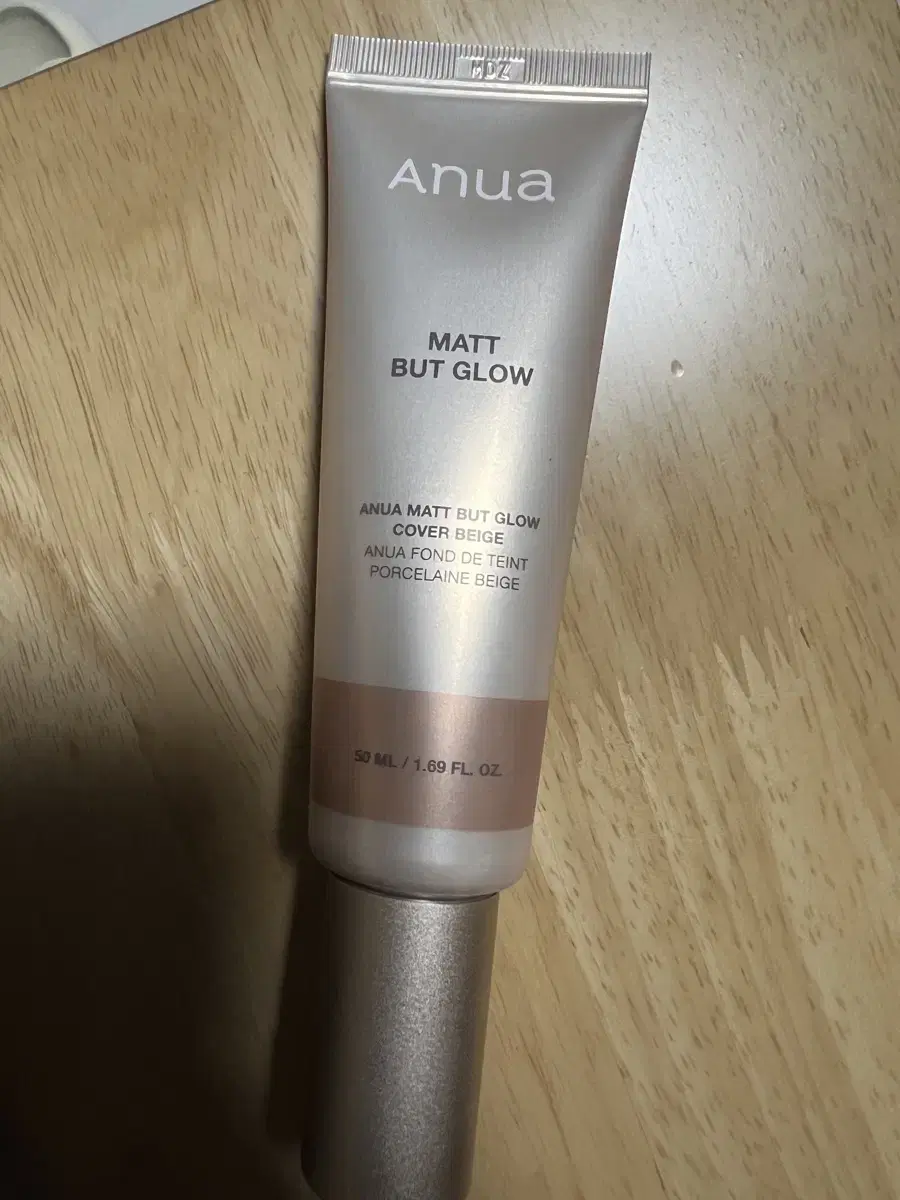 MDZ
Anua
MATT
BUT GLOW
ANUA MATT BUT GLOW
COVER BEIGE
ANUA FOND DE TEINT
PORCELAINE BEIGE
50 ML / 1.69 FL. OZ.